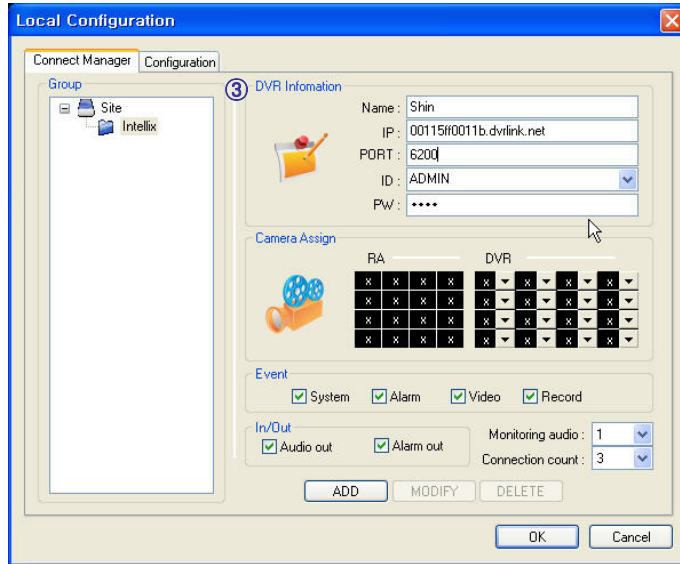 Local Configuration
Connect Manager Configuration
Group
Site
Intellix
③ DVR Infomation
Name : Shin
IP : 00115ff0011b.dvrlink.net
PORT : 6200
ID : ADMIN
PW : ••••
Camera Assign
RA DVR
x x x x x x x x
x x x x x x x x
x x x x x x x x
x x x x x x x x
Event
System Alarm Video Record
In/Out
Audio out Alarm out
Monitoring audio : 1
Connection count : 3
ADD MODIFY DELETE
OK Cancel